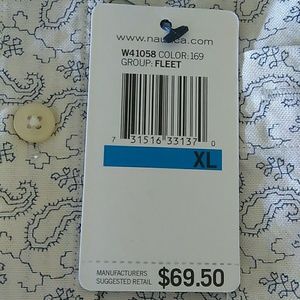 www.nautica.com
W41058 COLOR:169
GROUP: FLEET
7 31516 33137 0
XL
MANUFACTURERS
SUGGESTED RETAIL $69.50